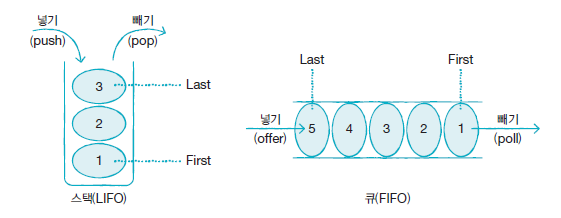 넣기
(push)
빼기
(pop)
3
Last
2
1
First
스택(LIFO)
Last
First
넣기
(offer)
5
4
3
2
1
빼기
(poll)
큐(FIFO)